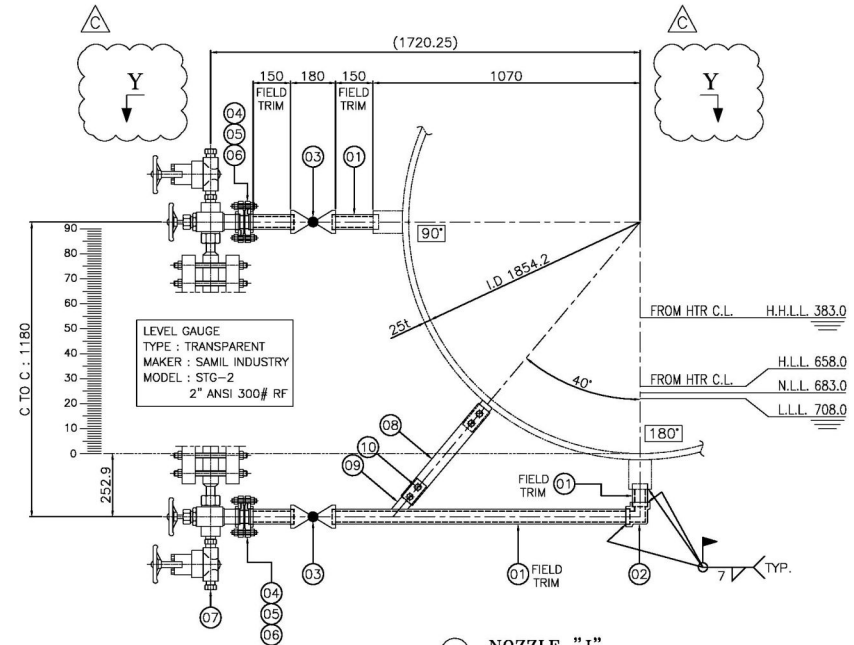 C
C
(1720.25)
Y
Y
150
180
150
1070
FIELD
TRIM
FIELD
TRIM
04
05
06
03
01
90
80
70
60
50
40
30
20
10
0
C TO C : 1180
252.9
90°
I.D 1854.2
25t
40°
180°
FROM HTR C.L. H.H.L.L. 383.0
H.L.L. 658.0
FROM HTR C.L. N.L.L. 683.0
L.L.L. 708.0
LEVEL GAUGE
TYPE : TRANSPARENT
MAKER : SAMIL INDUSTRY
MODEL : STG-2
2" ANSI 300# RF
08
10
09
FIELD
TRIM
01
03
01 FIELD
TRIM
02
7
TYP.
04
05
06
07
NOZZLE "J"